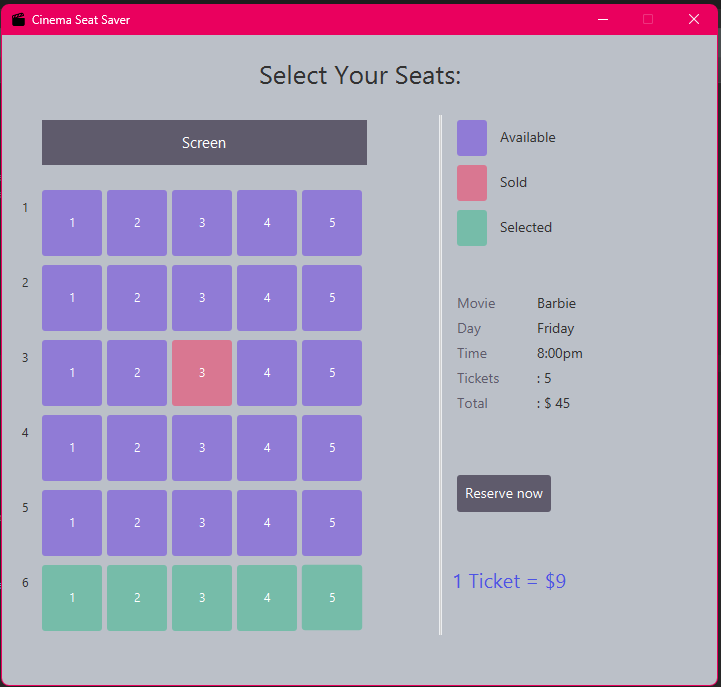 Cinema Seat Saver
Select Your Seats:
Screen
1 1 2 3 4 5
2 1 2 3 4 5
3 1 2 3 4 5
4 1 2 3 4 5
5 1 2 3 4 5
6 1 2 3 4 5
Available
Sold
Selected
Movie Barbie
Day Friday
Time 8:00pm
Tickets : 5
Total : $ 45
Reserve now
1 Ticket = $9